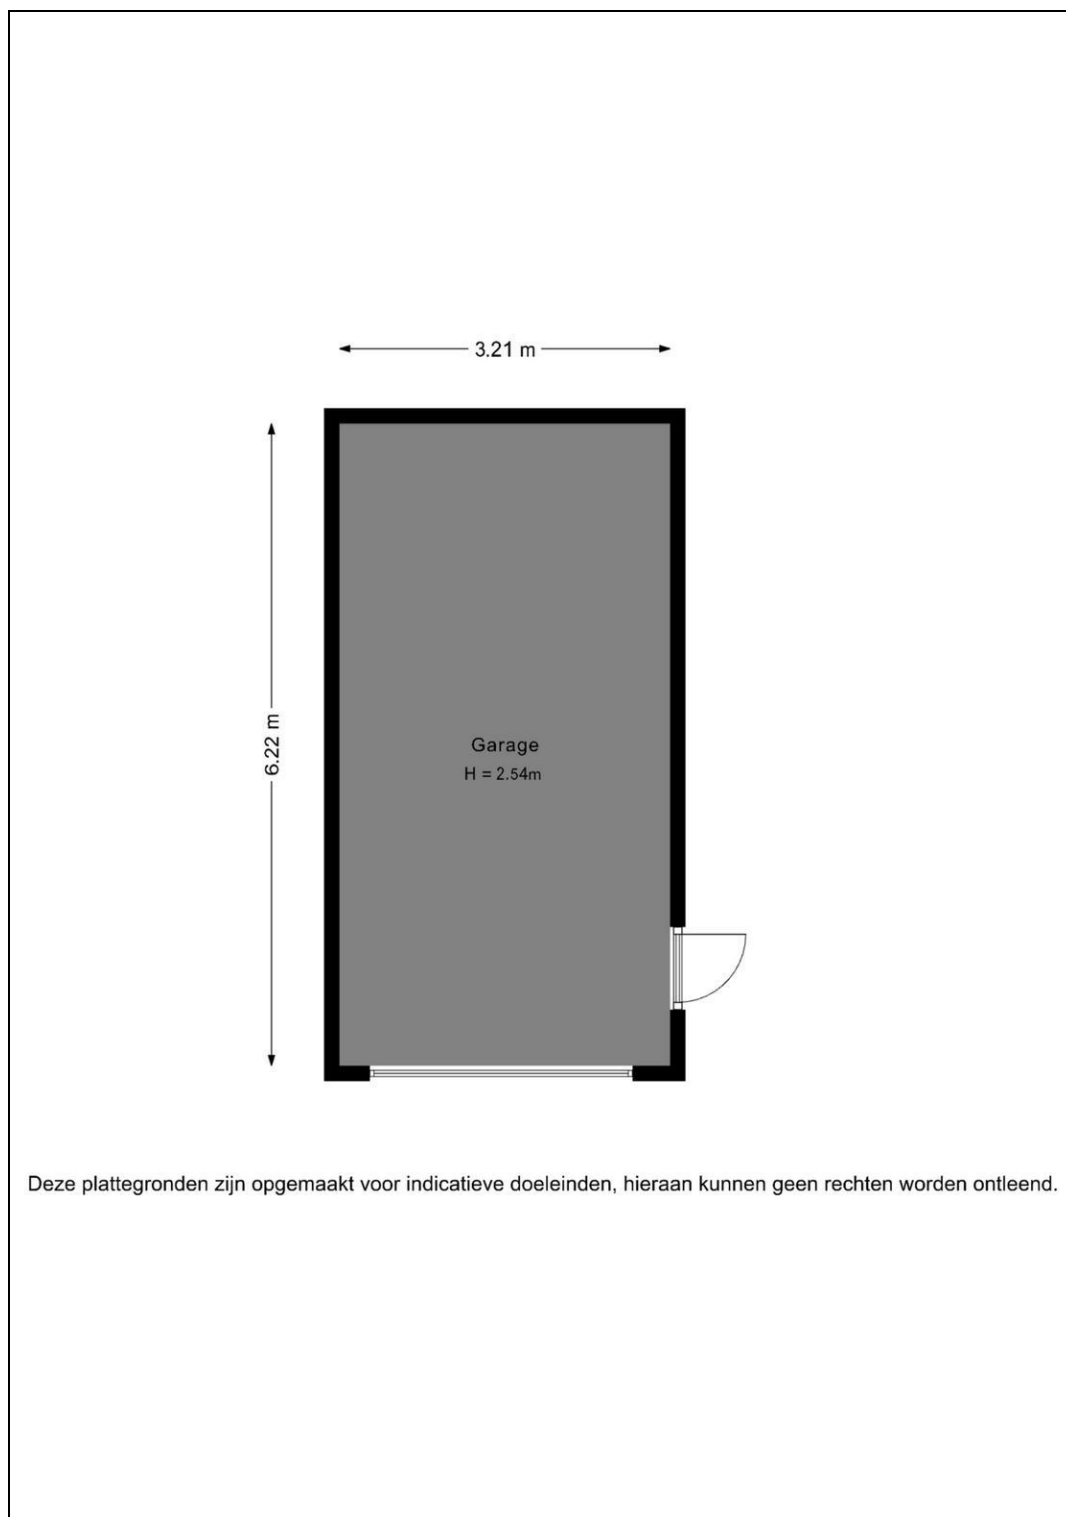 3.21 m
6.22 m
Garage
H = 2.54m
Deze plattegronden zijn opgemaakt voor indicatieve doeleinden, hieraan kunnen geen rechten worden ontleend.